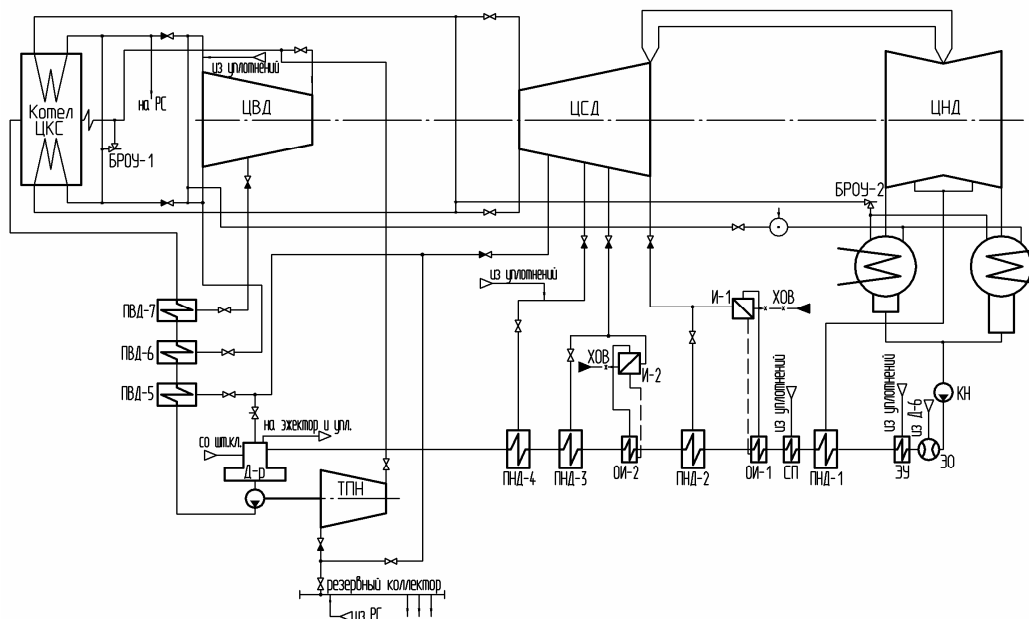 Котел
ЦКС
на РС
БРОУ-1
из уплотнений
ЦВД
ЦСД
ЦНД
БРОУ-2
ПВД-7
ПВД-6
ПВД-5
из уплотнений
И-1
ХОВ
ХОВ
И-2
из уплотнений
из уплотнений
из Д-6
КН
на эжектор и упл.
со шт.кл.
Д-р
ТПН
ПНД-4
ПНД-3
ОИ-2
ПНД-2
ОИ-1
СП
ПНД-1
ЭУ
ЭО
резервный коллектор
из РГ